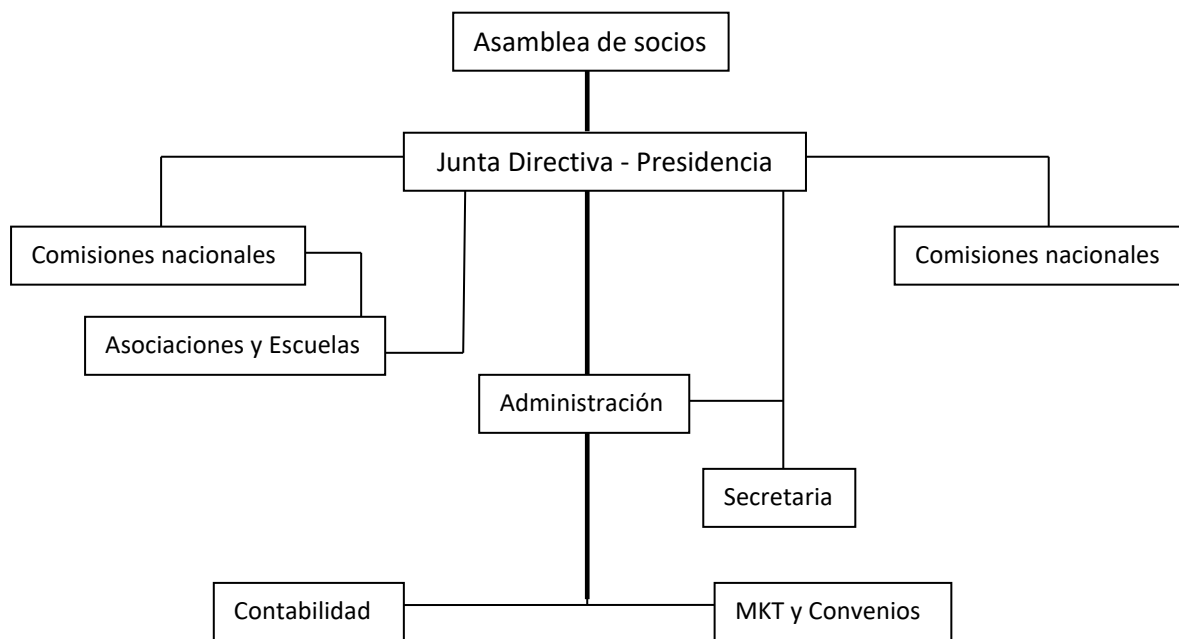 Asamblea de socios
Junta Directiva - Presidencia
Comisiones nacionales
Comisiones nacionales
Asociaciones y Escuelas
Administración
Secretaria
Contabilidad
MKT y Convenios